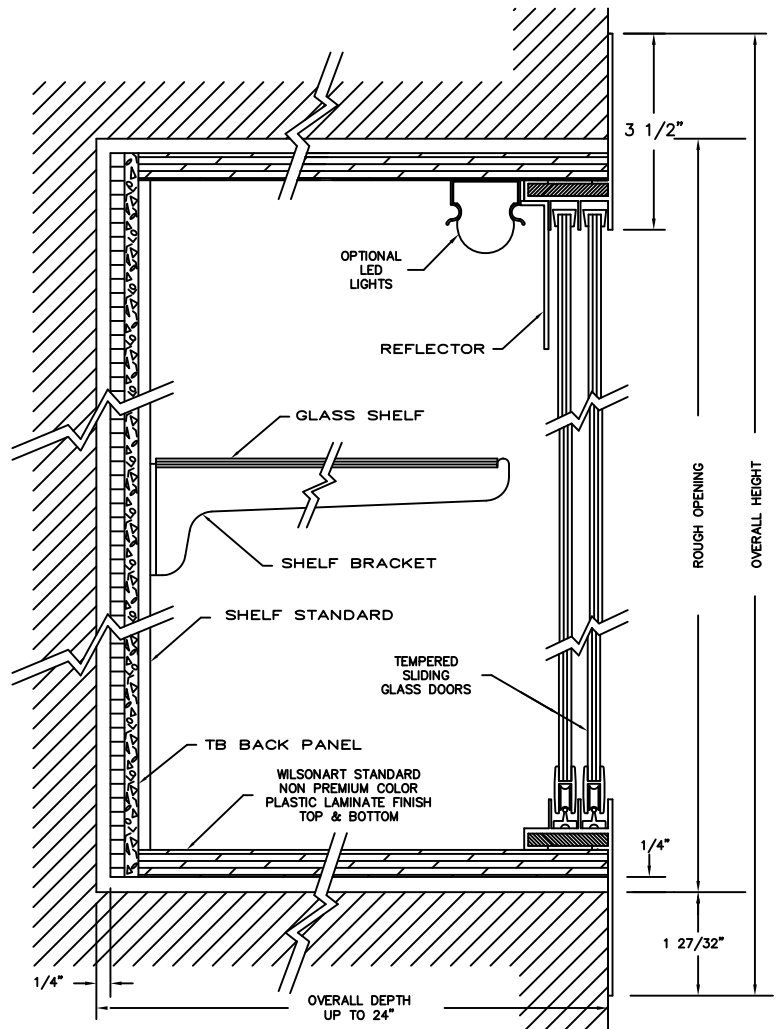 3 1/2"
OPTIONAL
LED
LIGHTS
REFLECTOR
GLASS SHELF
ROUGH OPENING
OVERALL HEIGHT
SHELF BRACKET
SHELF STANDARD
TEMPERED
SLIDING
GLASS DOORS
TB BACK PANEL
WILSONART STANDARD
NON PREMIUM COLOR
PLASTIC LAMINATE FINISH
TOP & BOTTOM
1/4"
1 27/32"
1/4"
OVERALL DEPTH
UP TO 24"